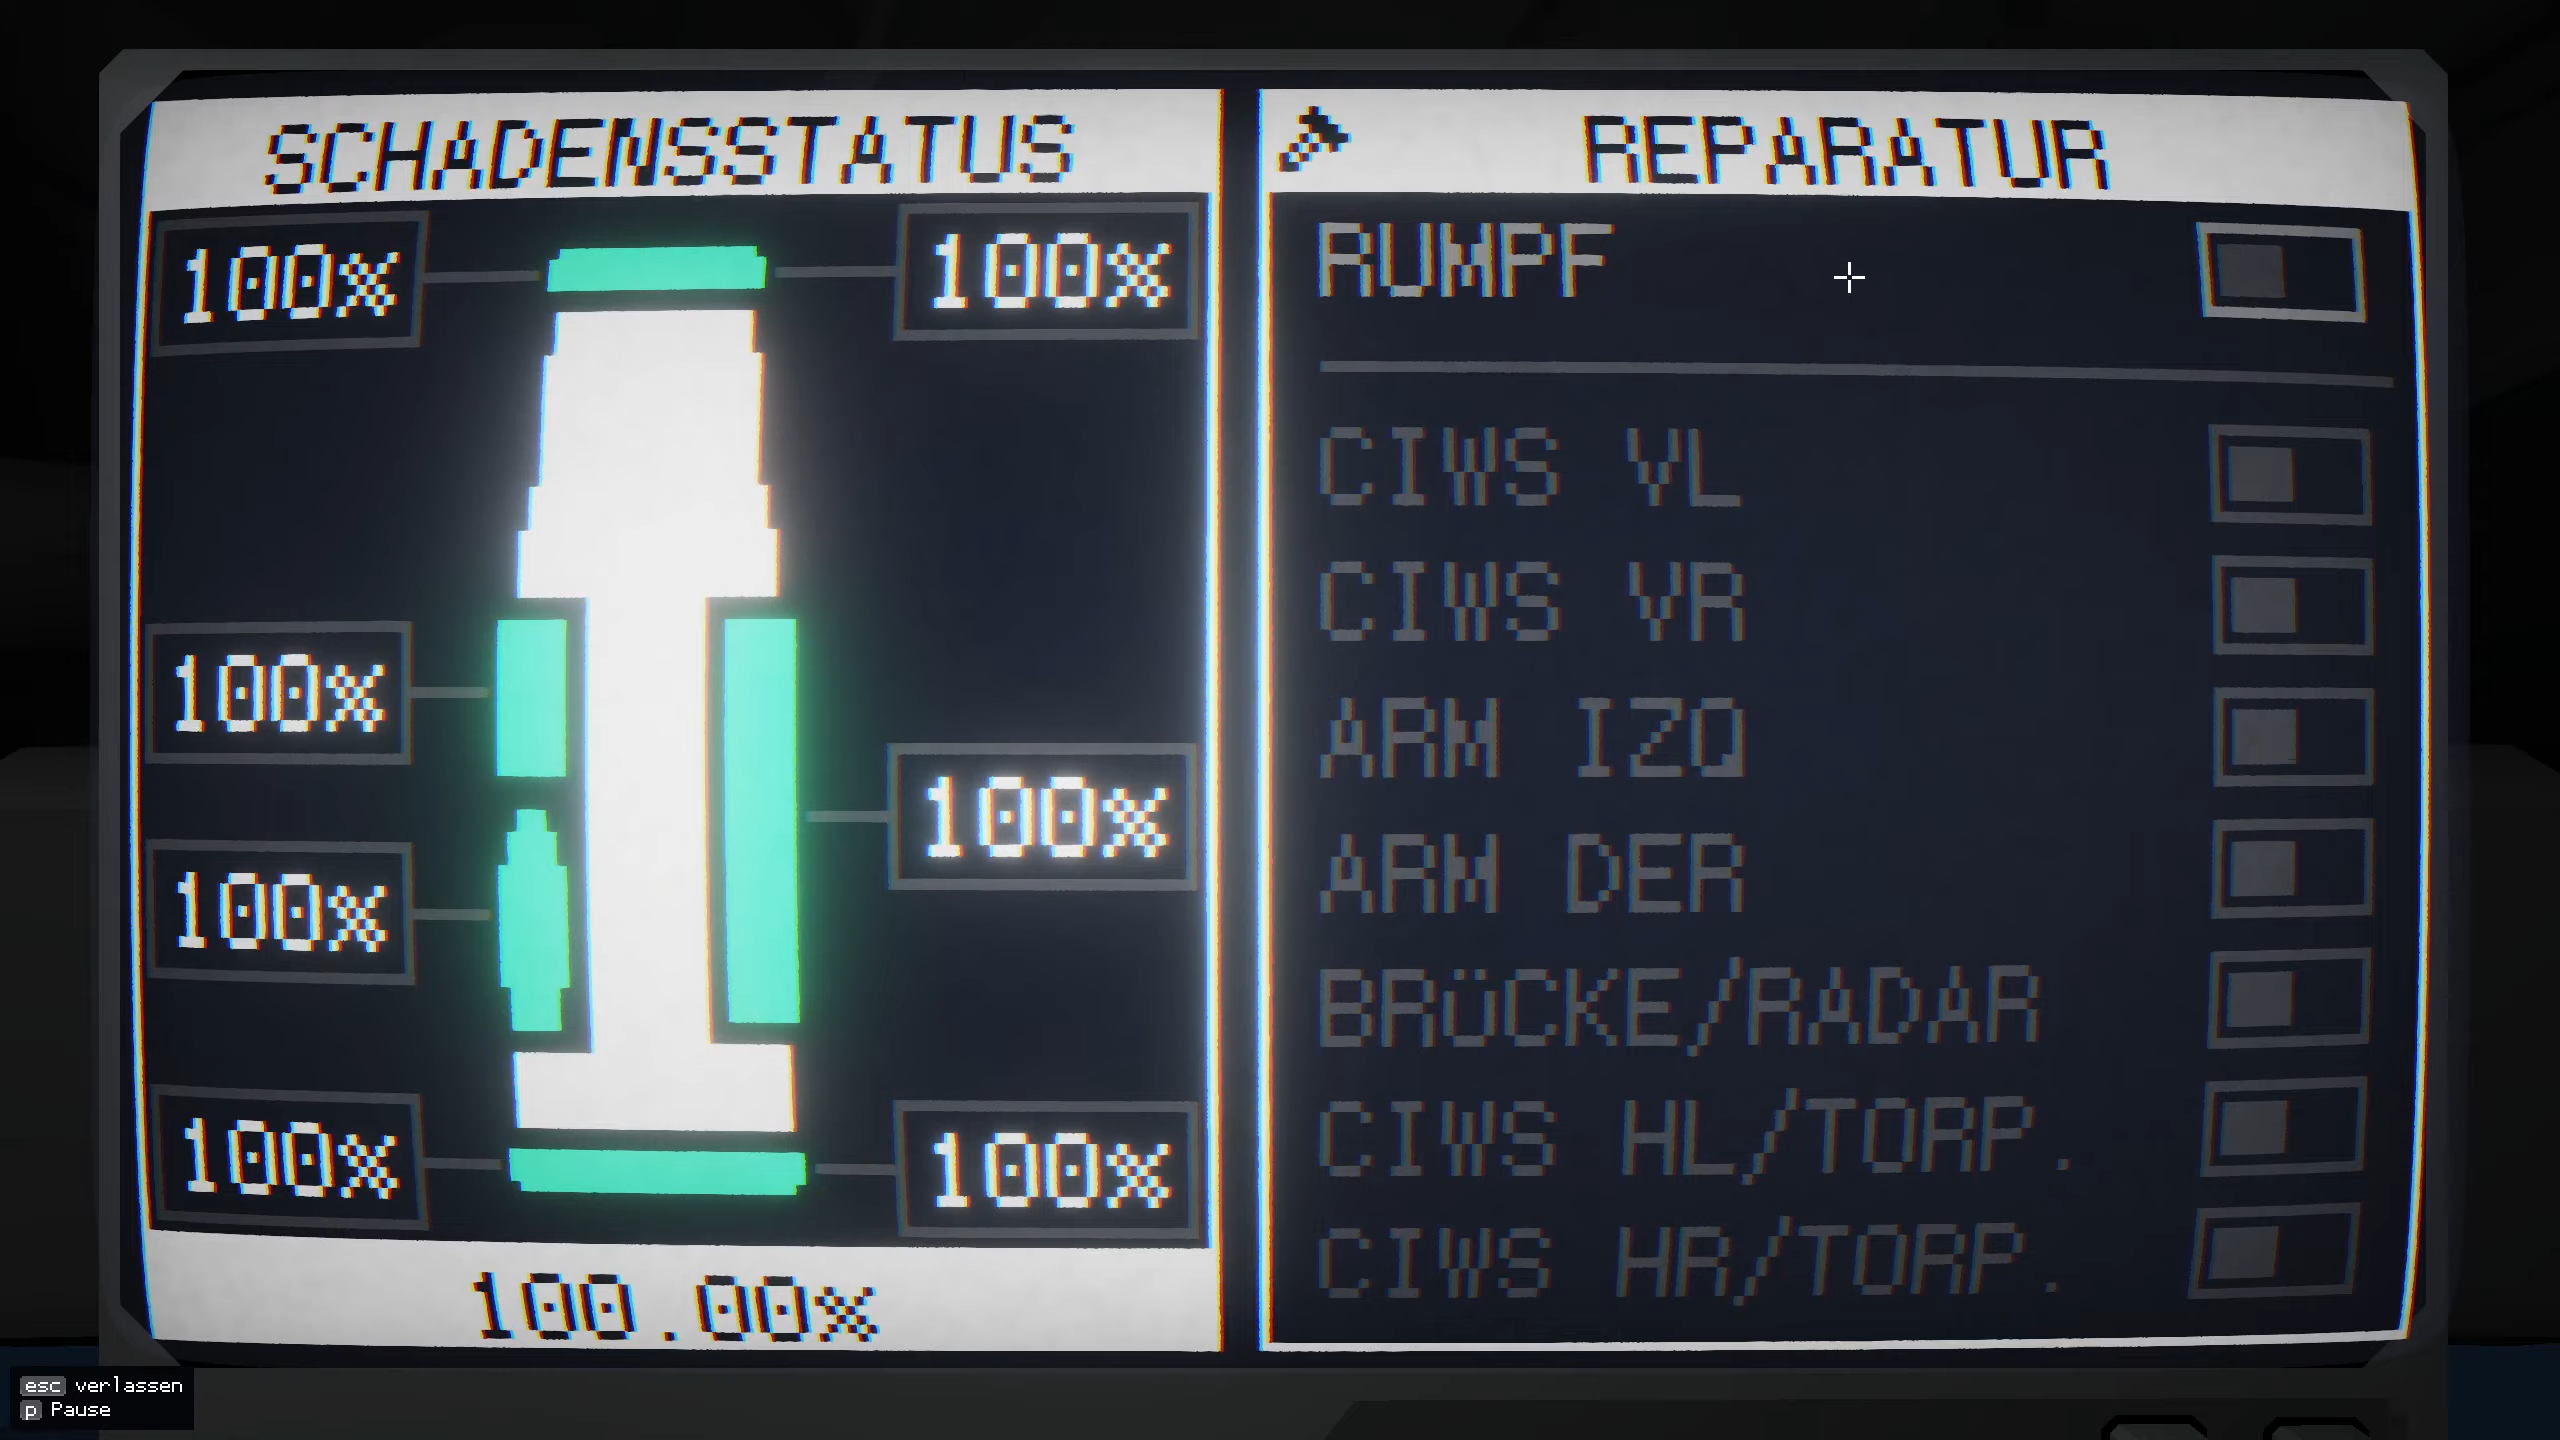 SCHADENSSTATUS
100%
100%
100%
100%
100%
100%
100%
100.00%
REPARATUR
RUMPF
CIWS VL
CIWS VR
ARM IZQ
ARM DER
BRÜCKE/RADAR
CIWS HL/TORP.
CIWS HR/TORP.
esc verlassen
p Pause